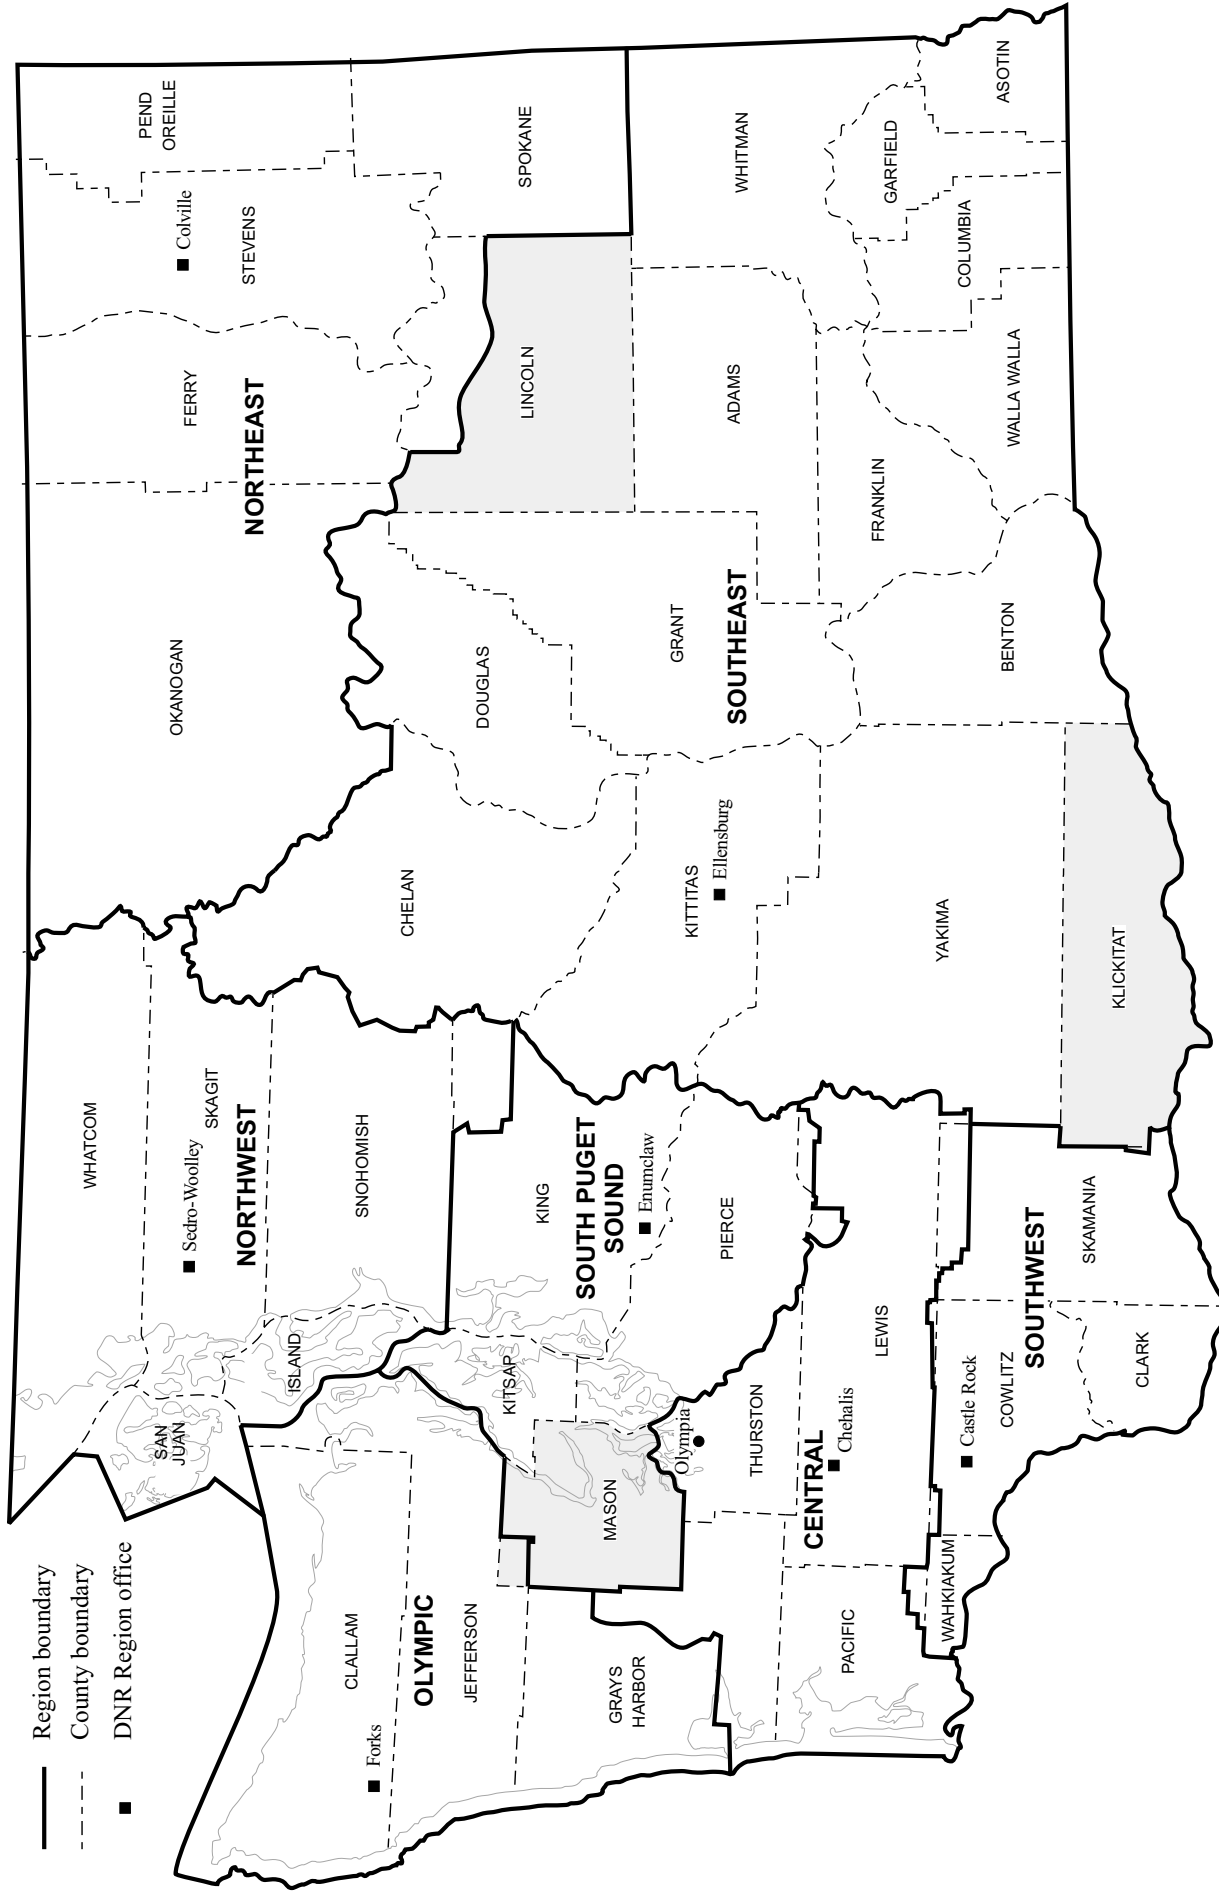 Region boundary
County boundary
DNR Region office
WHATCOM
SAN
JUAN
SKAGIT
Sedro-Woolley
NORTHWEST
ISLAND
SNOHOMISH
OKANOGAN
FERRY
NORTHEAST
STEVENS
Colville
PEND
OREILLE
CLALLAM
Forks
OLYMPIC
JEFFERSON
CHELAN
DOUGLAS
LINCOLN
SPOKANE
KITSAP
KING
SOUTH PUGET
SOUND
Enumclaw
GRAYS
HARBOR
MASON
Olympia
PIERCE
KITTITAS
Ellensburg
GRANT
SOUTHEAST
ADAMS
WHITMAN
THURSTON
CENTRAL
Chehalis
PACIFIC
LEWIS
YAKIMA
FRANKLIN
GARFIELD
COLUMBIA
ASOTIN
WAHKIAKUM
Castle Rock
COWLITZ
SOUTHWEST
SKAMANIA
BENTON
WALLA WALLA
KLICKITAT
CLARK